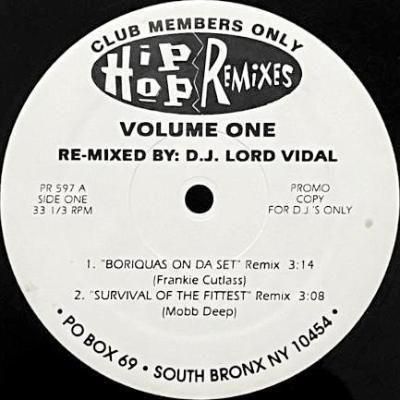 CLUB MEMBERS ONLY
HIP HOP REMIXES
VOLUME ONE
RE-MIXED BY: D.J. LORD VIDAL
PR 597 A
SIDE ONE
33 1/3 RPM
PROMO
COPY
FOR D.J.'S ONLY
1. "BORIQUAS ON DA SET" Remix 3:14
(Frankie Cutlass)
2. "SURVIVAL OF THE FITTEST" Remix 3:08
(Mobb Deep)
• PO BOX 69 • SOUTH BRONX NY 10454 •